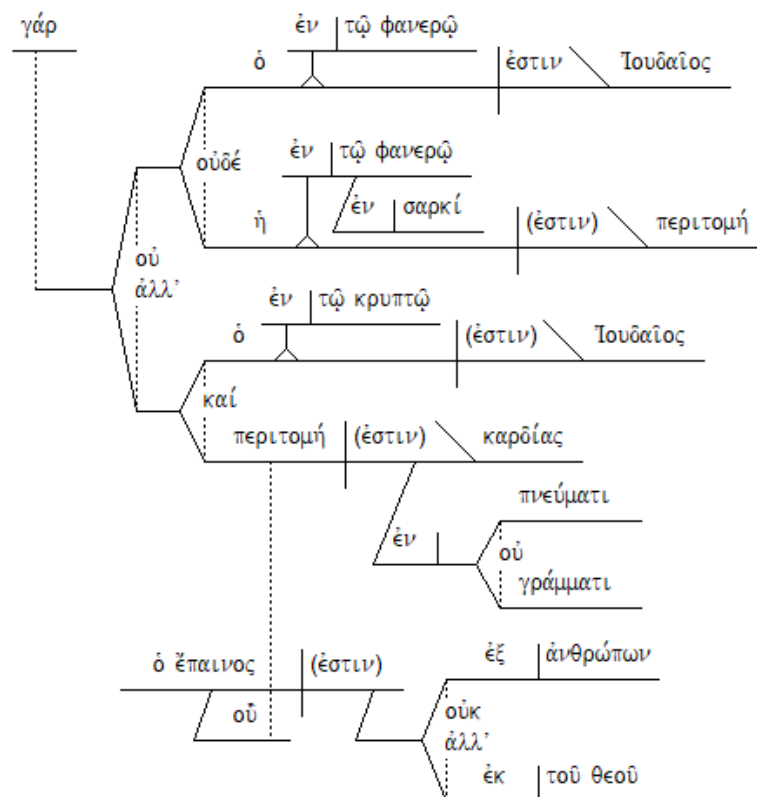 γάρ ἐν τῷ φανερῷ
ὁ ἐστιν Ἰουδαῖος
ἐν τῷ φανερῷ
οὐδέ
ἐν σαρκί
ἡ (ἐστιν) περιτομή
οὐ
ἀλλ'
ἐν τῷ κρυπτῷ
ὁ (ἐστιν) Ἰουδαῖος
καί
περιτομή (ἐστιν) καρδίας
πνεύματι
ἐν οὐ
γράμματι
ὁ ἔπαινος (ἐστιν) ἐξ ἀνθρώπων
οὗ οὐκ
ἀλλ'
ἐκ τοῦ θεοῦ